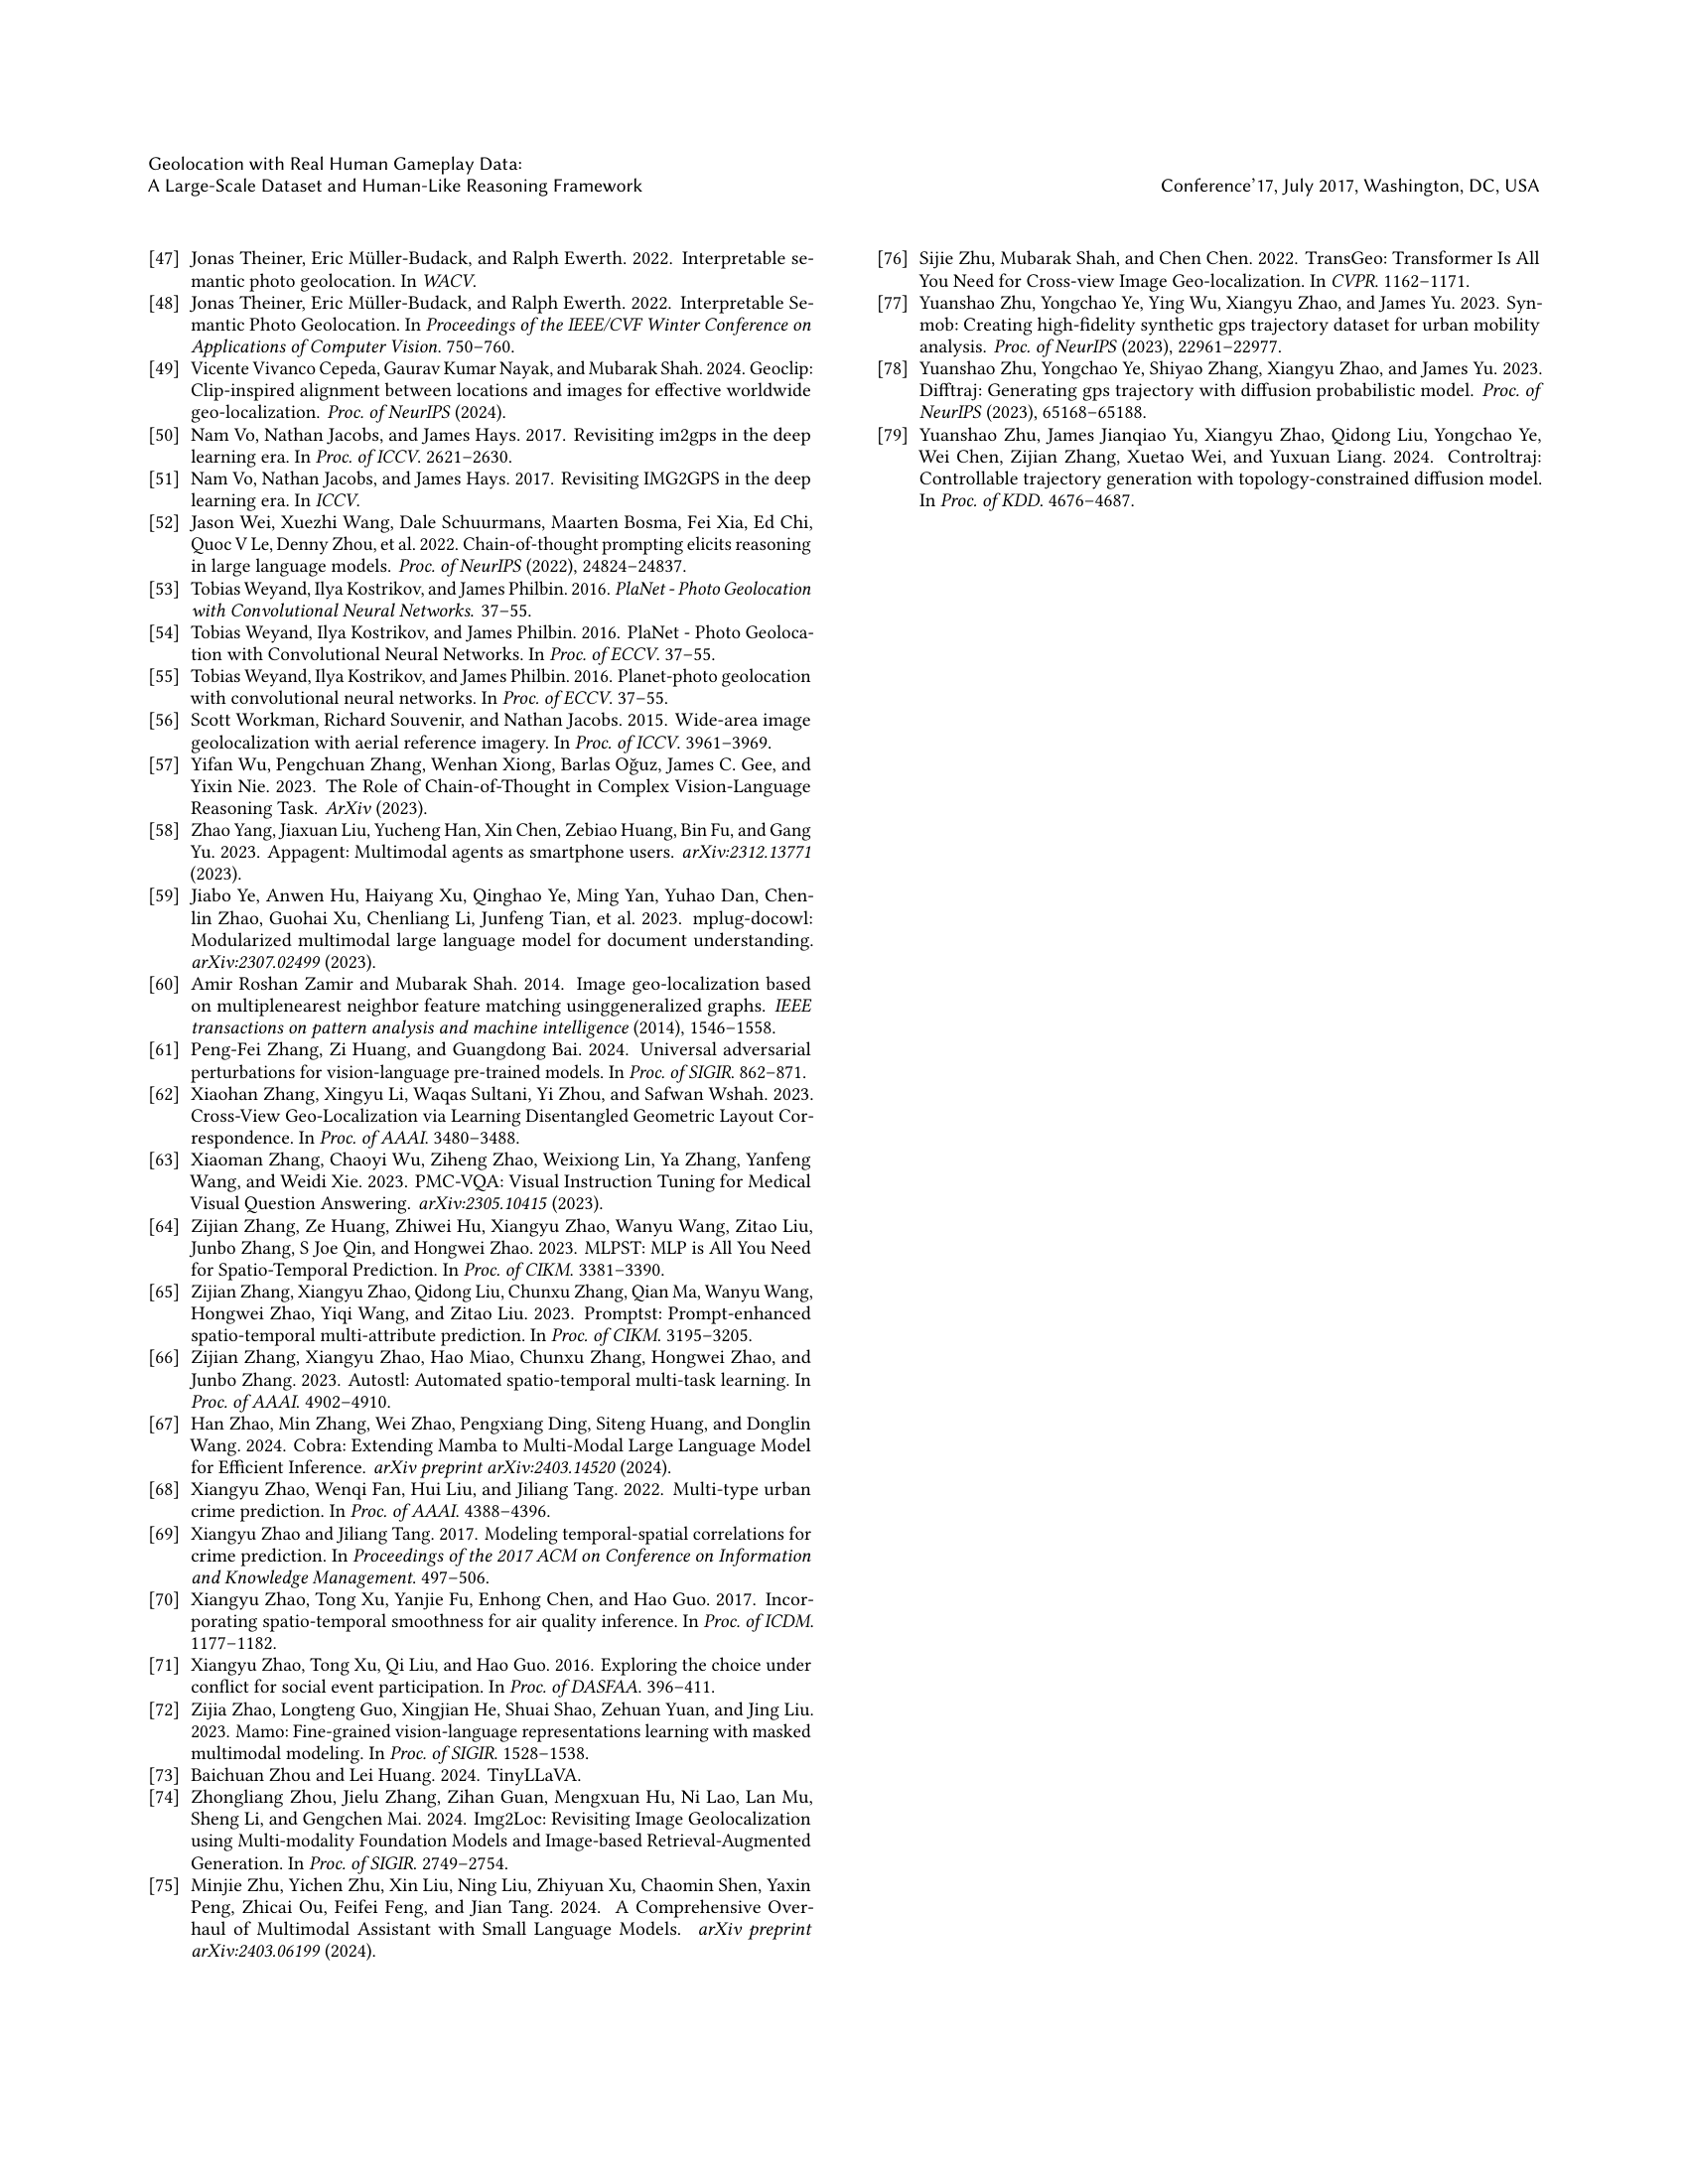 Geolocation with Real Human Gameplay Data:
A Large-Scale Dataset and Human-Like Reasoning Framework
Conference'17, July 2017, Washington, DC, USA
[47] Jonas Theiner, Eric Müller-Budack, and Ralph Ewerth. 2022. Interpretable se-
mantic photo geolocation. In WACV.
[48] Jonas Theiner, Eric Müller-Budack, and Ralph Ewerth. 2022. Interpretable Se-
mantic Photo Geolocation. In Proceedings of the IEEE/CVF Winter Conference on
Applications of Computer Vision. 750–760.
[49] Vicente Vivanco Cepeda, Gaurav Kumar Nayak, and Mubarak Shah. 2024. Geoclip:
Clip-inspired alignment between locations and images for effective worldwide
geo-localization. Proc. of NeurIPS (2024).
[50] Nam Vo, Nathan Jacobs, and James Hays. 2017. Revisiting im2gps in the deep
learning era. In Proc. of ICCV. 2621–2630.
[51] Nam Vo, Nathan Jacobs, and James Hays. 2017. Revisiting IMG2GPS in the deep
learning era. In ICCV.
[52] Jason Wei, Xuezhi Wang, Dale Schuurmans, Maarten Bosma, Fei Xia, Ed Chi,
Quoc V Le, Denny Zhou, et al. 2022. Chain-of-thought prompting elicits reasoning
in large language models. Proc. of NeurIPS (2022), 24824–24837.
[53] Tobias Weyand, Ilya Kostrikov, and James Philbin. 2016. PlaNet - Photo Geolocation
with Convolutional Neural Networks. 37–55.
[54] Tobias Weyand, Ilya Kostrikov, and James Philbin. 2016. PlaNet - Photo Geoloca-
tion with Convolutional Neural Networks. In Proc. of ECCV. 37–55.
[55] Tobias Weyand, Ilya Kostrikov, and James Philbin. 2016. Planet-photo geolocation
with convolutional neural networks. In Proc. of ECCV. 37–55.
[56] Scott Workman, Richard Souvenir, and Nathan Jacobs. 2015. Wide-area image
geolocalization with aerial reference imagery. In Proc. of ICCV. 3961–3969.
[57] Yifan Wu, Pengchuan Zhang, Wenhan Xiong, Barlas Oğuz, James C. Gee, and
Yixin Nie. 2023. The Role of Chain-of-Thought in Complex Vision-Language
Reasoning Task. ArXiv (2023).
[58] Zhao Yang, Jiaxuan Liu, Yucheng Han, Xin Chen, Zebiao Huang, Bin Fu, and Gang
Yu. 2023. Appagent: Multimodal agents as smartphone users. arXiv:2312.13771
(2023).
[59] Jiabo Ye, Anwen Hu, Haiyang Xu, Qinghao Ye, Ming Yan, Yuhao Dan, Chen-
lin Zhao, Guohai Xu, Chenliang Li, Junfeng Tian, et al. 2023. mplug-docowl:
Modularized multimodal large language model for document understanding.
arXiv:2307.02499 (2023).
[60] Amir Roshan Zamir and Mubarak Shah. 2014. Image geo-localization based
on multiplenearest neighbor feature matching usinggeneralized graphs. IEEE
transactions on pattern analysis and machine intelligence (2014), 1546–1558.
[61] Peng-Fei Zhang, Zi Huang, and Guangdong Bai. 2024. Universal adversarial
perturbations for vision-language pre-trained models. In Proc. of SIGIR. 862–871.
[62] Xiaohan Zhang, Xingyu Li, Waqas Sultani, Yi Zhou, and Safwan Wshah. 2023.
Cross-View Geo-Localization via Learning Disentangled Geometric Layout Cor-
respondence. In Proc. of AAAI. 3480–3488.
[63] Xiaoman Zhang, Chaoyi Wu, Ziheng Zhao, Weixiong Lin, Ya Zhang, Yanfeng
Wang, and Weidi Xie. 2023. PMC-VQA: Visual Instruction Tuning for Medical
Visual Question Answering. arXiv:2305.10415 (2023).
[64] Zijian Zhang, Ze Huang, Zhiwei Hu, Xiangyu Zhao, Wanyu Wang, Zitao Liu,
Junbo Zhang, S Joe Qin, and Hongwei Zhao. 2023. MLPST: MLP is All You Need
for Spatio-Temporal Prediction. In Proc. of CIKM. 3381–3390.
[65] Zijian Zhang, Xiangyu Zhao, Qidong Liu, Chunxu Zhang, Qian Ma, Wanyu Wang,
Hongwei Zhao, Yiqi Wang, and Zitao Liu. 2023. Promptst: Prompt-enhanced
spatio-temporal multi-attribute prediction. In Proc. of CIKM. 3195–3205.
[66] Zijian Zhang, Xiangyu Zhao, Hao Miao, Chunxu Zhang, Hongwei Zhao, and
Junbo Zhang. 2023. Autostl: Automated spatio-temporal multi-task learning. In
Proc. of AAAI. 4902–4910.
[67] Han Zhao, Min Zhang, Wei Zhao, Pengxiang Ding, Siteng Huang, and Donglin
Wang. 2024. Cobra: Extending Mamba to Multi-Modal Large Language Model
for Efficient Inference. arXiv preprint arXiv:2403.14520 (2024).
[68] Xiangyu Zhao, Wenqi Fan, Hui Liu, and Jiliang Tang. 2022. Multi-type urban
crime prediction. In Proc. of AAAI. 4388–4396.
[69] Xiangyu Zhao and Jiliang Tang. 2017. Modeling temporal-spatial correlations for
crime prediction. In Proceedings of the 2017 ACM on Conference on Information
and Knowledge Management. 497–506.
[70] Xiangyu Zhao, Tong Xu, Yanjie Fu, Enhong Chen, and Hao Guo. 2017. Incor-
porating spatio-temporal smoothness for air quality inference. In Proc. of ICDM.
1177–1182.
[71] Xiangyu Zhao, Tong Xu, Qi Liu, and Hao Guo. 2016. Exploring the choice under
conflict for social event participation. In Proc. of DASFAA. 396–411.
[72] Zijia Zhao, Longteng Guo, Xingjian He, Shuai Shao, Zehuan Yuan, and Jing Liu.
2023. Mamo: Fine-grained vision-language representations learning with masked
multimodal modeling. In Proc. of SIGIR. 1528–1538.
[73] Baichuan Zhou and Lei Huang. 2024. TinyLLaVA.
[74] Zhongliang Zhou, Jielu Zhang, Zihan Guan, Mengxuan Hu, Ni Lao, Lan Mu,
Sheng Li, and Gengchen Mai. 2024. Img2Loc: Revisiting Image Geolocalization
using Multi-modality Foundation Models and Image-based Retrieval-Augmented
Generation. In Proc. of SIGIR. 2749–2754.
[75] Minjie Zhu, Yichen Zhu, Xin Liu, Ning Liu, Zhiyuan Xu, Chaomin Shen, Yaxin
Peng, Zhicai Ou, Feifei Feng, and Jian Tang. 2024. A Comprehensive Over-
haul of Multimodal Assistant with Small Language Models. arXiv preprint
arXiv:2403.06199 (2024).
[76] Sijie Zhu, Mubarak Shah, and Chen Chen. 2022. TransGeo: Transformer Is All
You Need for Cross-view Image Geo-localization. In CVPR. 1162–1171.
[77] Yuanshao Zhu, Yongchao Ye, Ying Wu, Xiangyu Zhao, and James Yu. 2023. Syn-
mob: Creating high-fidelity synthetic gps trajectory dataset for urban mobility
analysis. Proc. of NeurIPS (2023), 22961–22977.
[78] Yuanshao Zhu, Yongchao Ye, Shiyao Zhang, Xiangyu Zhao, and James Yu. 2023.
Difftraj: Generating gps trajectory with diffusion probabilistic model. Proc. of
NeurIPS (2023), 65168–65188.
[79] Yuanshao Zhu, James Jianqiao Yu, Xiangyu Zhao, Qidong Liu, Yongchao Ye,
Wei Chen, Zijian Zhang, Xuetao Wei, and Yuxuan Liang. 2024. Controltraj:
Controllable trajectory generation with topology-constrained diffusion model.
In Proc. of KDD. 4676–4687.